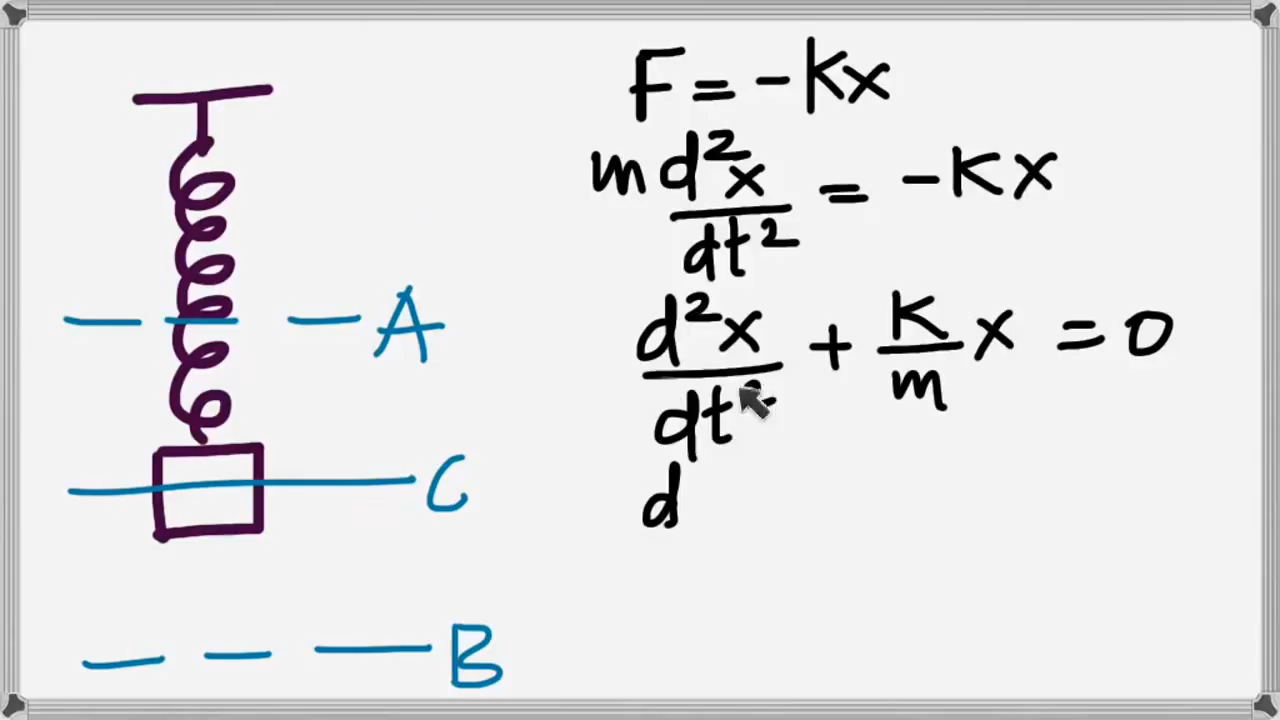 F = -Kx
m d²x/dt² = -Kx
d²x/dt² + K/m x = 0
d
A
C
B